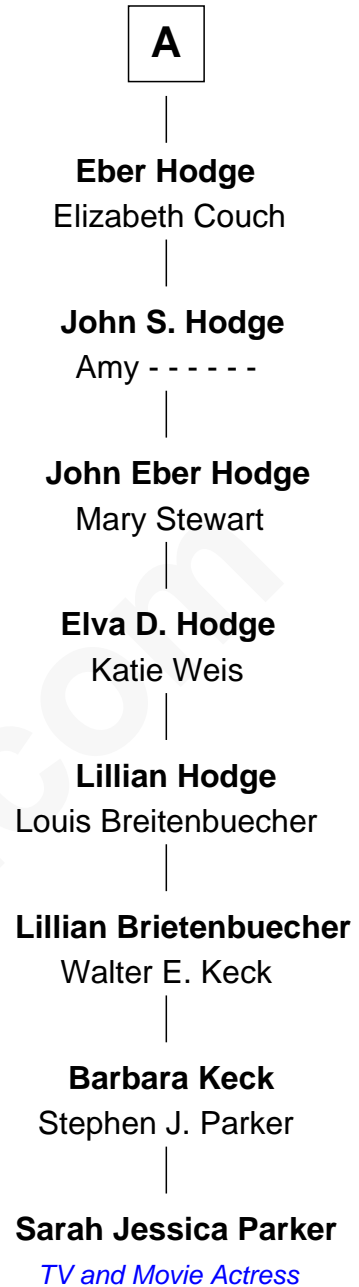 A
Eber Hodge
Elizabeth Couch
John S. Hodge
Amy - - - - - -
John Eber Hodge
Mary Stewart
Elva D. Hodge
Katie Weis
Lillian Hodge
Louis Breitenbuecher
Lillian Brietenbuecher
Walter E. Keck
Barbara Keck
Stephen J. Parker
Sarah Jessica Parker
TV and Movie Actress